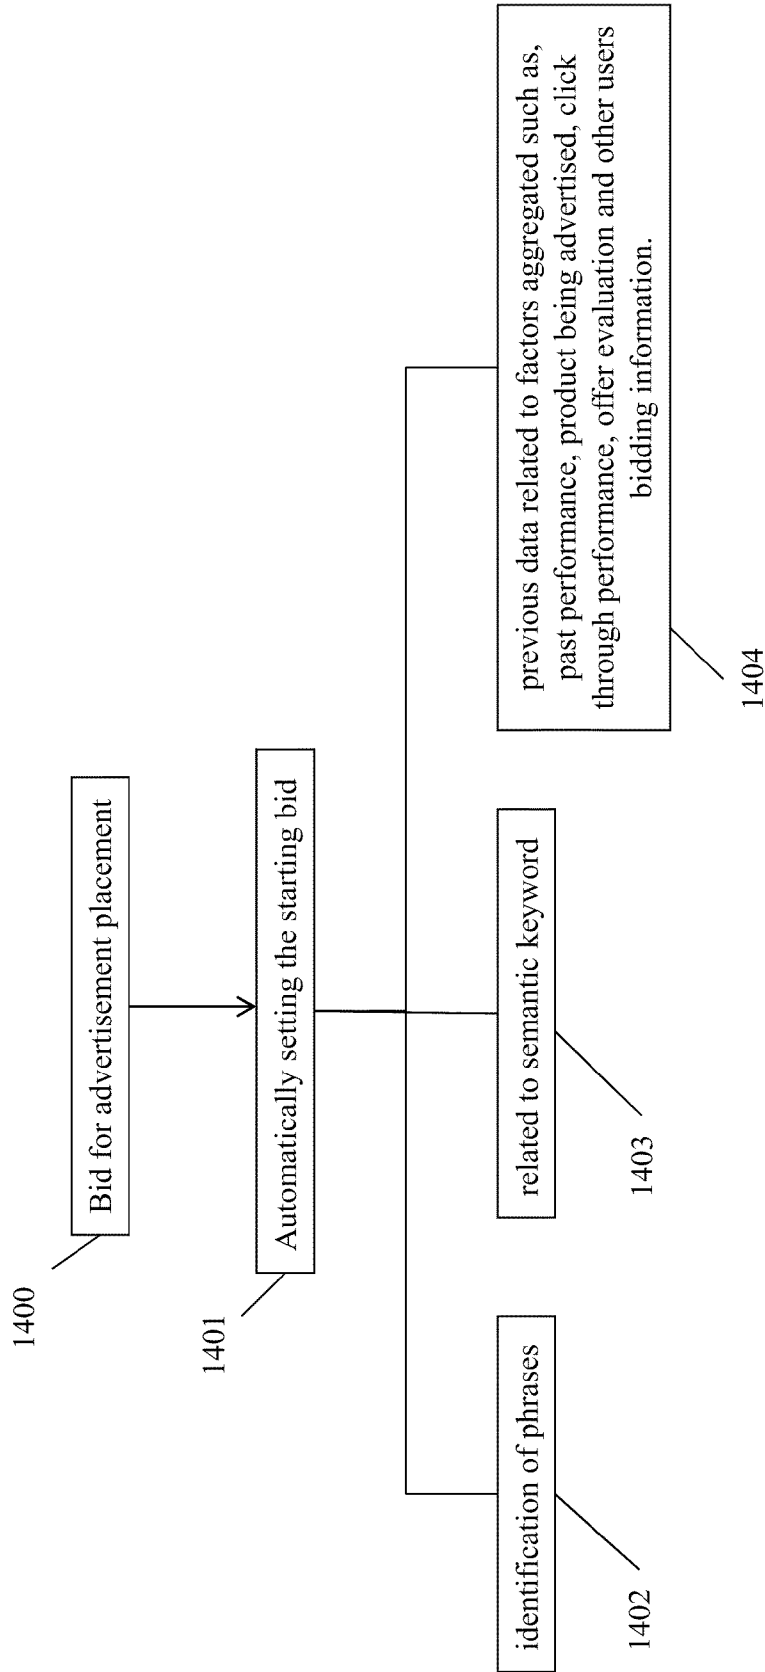 Bid for advertisement placement
1400
Automatically setting the starting bid
1401
identification of phrases
1402
related to semantic keyword
1403
previous data related to factors aggregated such as,
past performance, product being advertised, click
through performance, offer evaluation and other users
bidding information.
1404